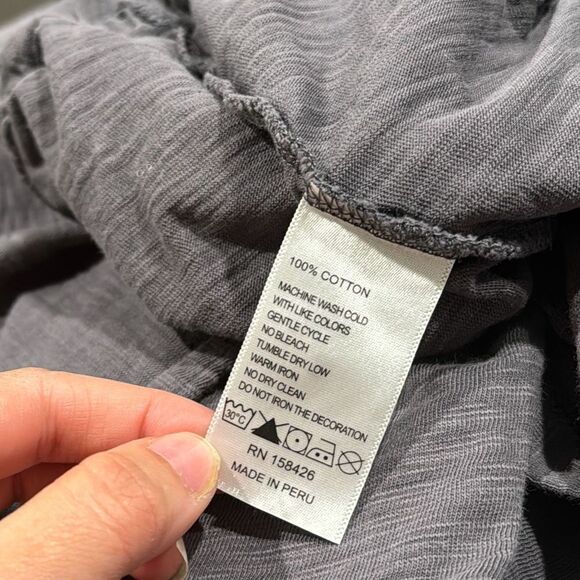 100% COTTON
MACHINE WASH COLD
WITH LIKE COLORS
GENTLE CYCLE
NO BLEACH
TUMBLE DRY LOW
WARM IRON
NO DRY CLEAN
DO NOT IRON THE DECORATION
30°C
RN 158426
MADE IN PERU